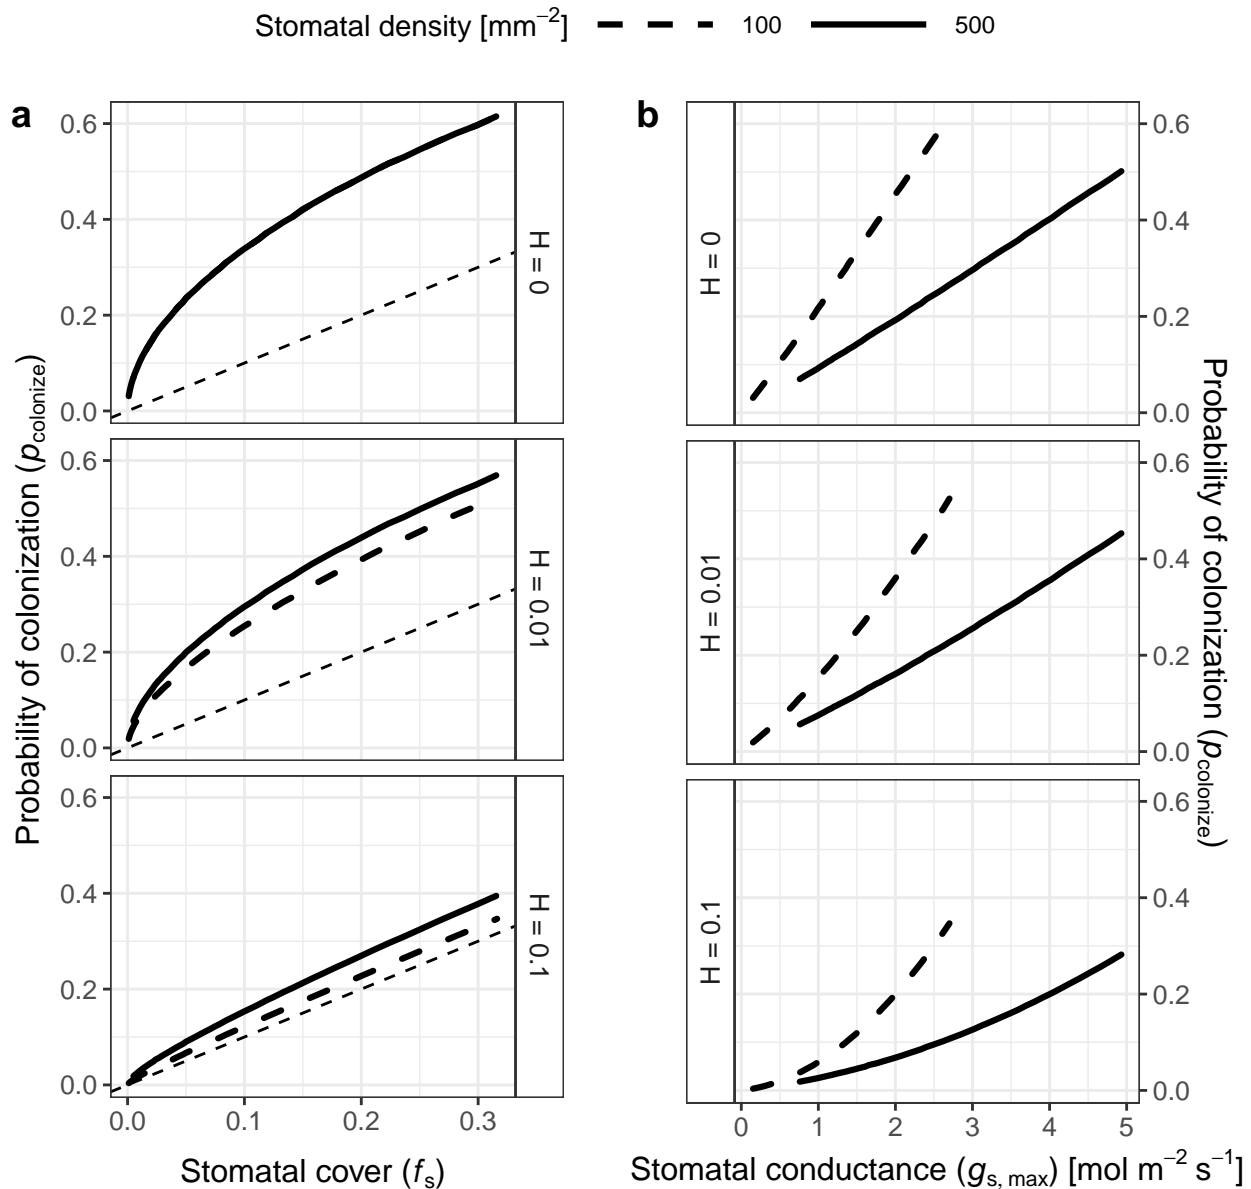 Stomatal density [mm⁻²] 100 500
a
b
Probability of colonization (p_colonize)
0.6
0.4
0.2
0.0
H = 0
0.6
0.4
0.2
0.0
H = 0.01
0.6
0.4
0.2
0.0
H = 0.1
0.0 0.1 0.2 0.3
Stomatal cover (f_s)
H = 0
0.6
0.4
0.2
0.0
H = 0.01
0.6
0.4
0.2
0.0
H = 0.1
0.6
0.4
0.2
0.0
0 1 2 3 4 5
Stomatal conductance (g_s, max) [mol m⁻² s⁻¹]
Probability of colonization (p_colonize)